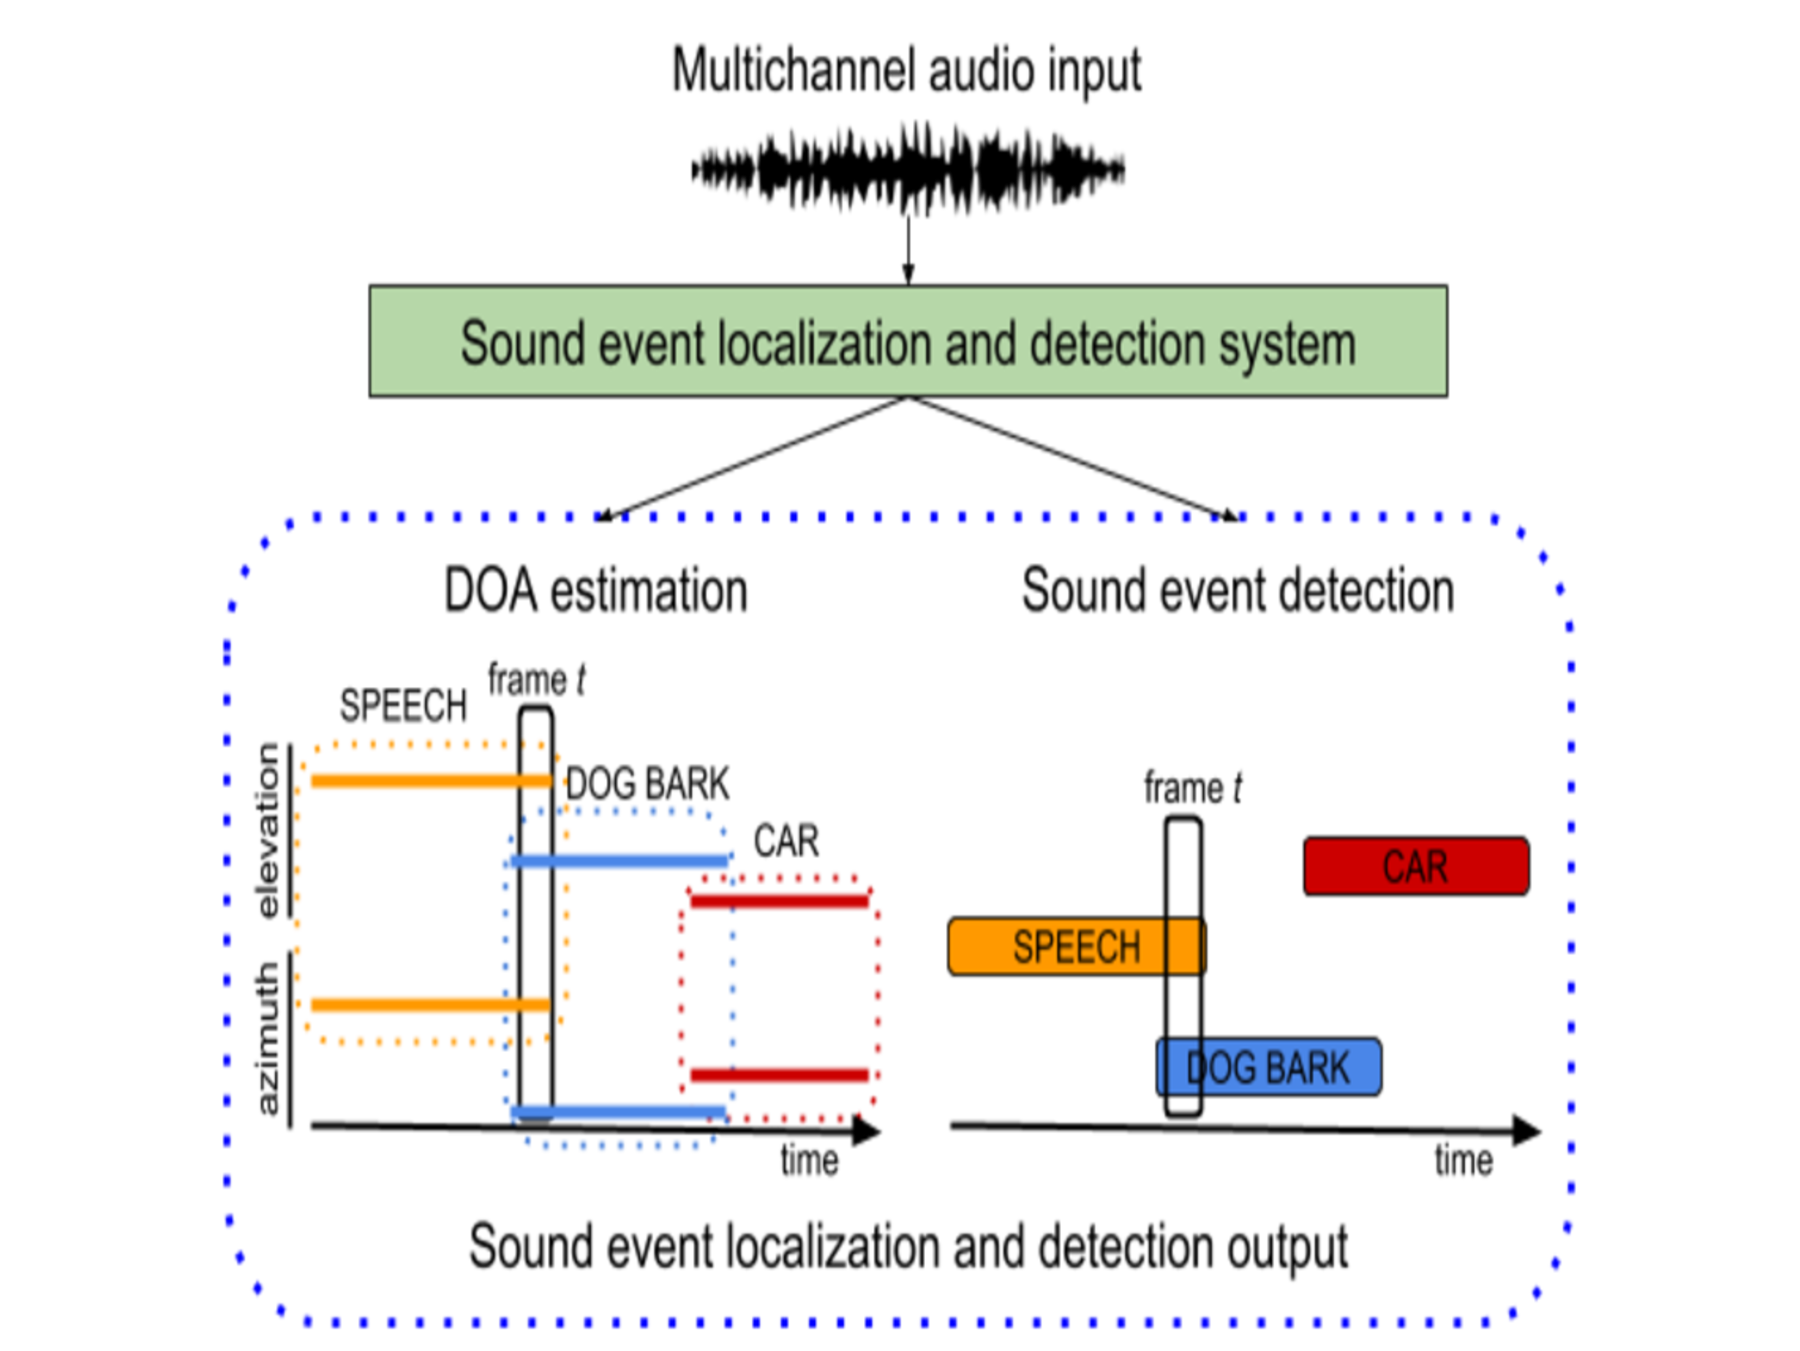 Multichannel audio input
Sound event localization and detection system
DOA estimation
Sound event detection
frame t
SPEECH
DOG BARK
CAR
elevation
azimuth
time
frame t
CAR
SPEECH
DOG BARK
time
Sound event localization and detection output